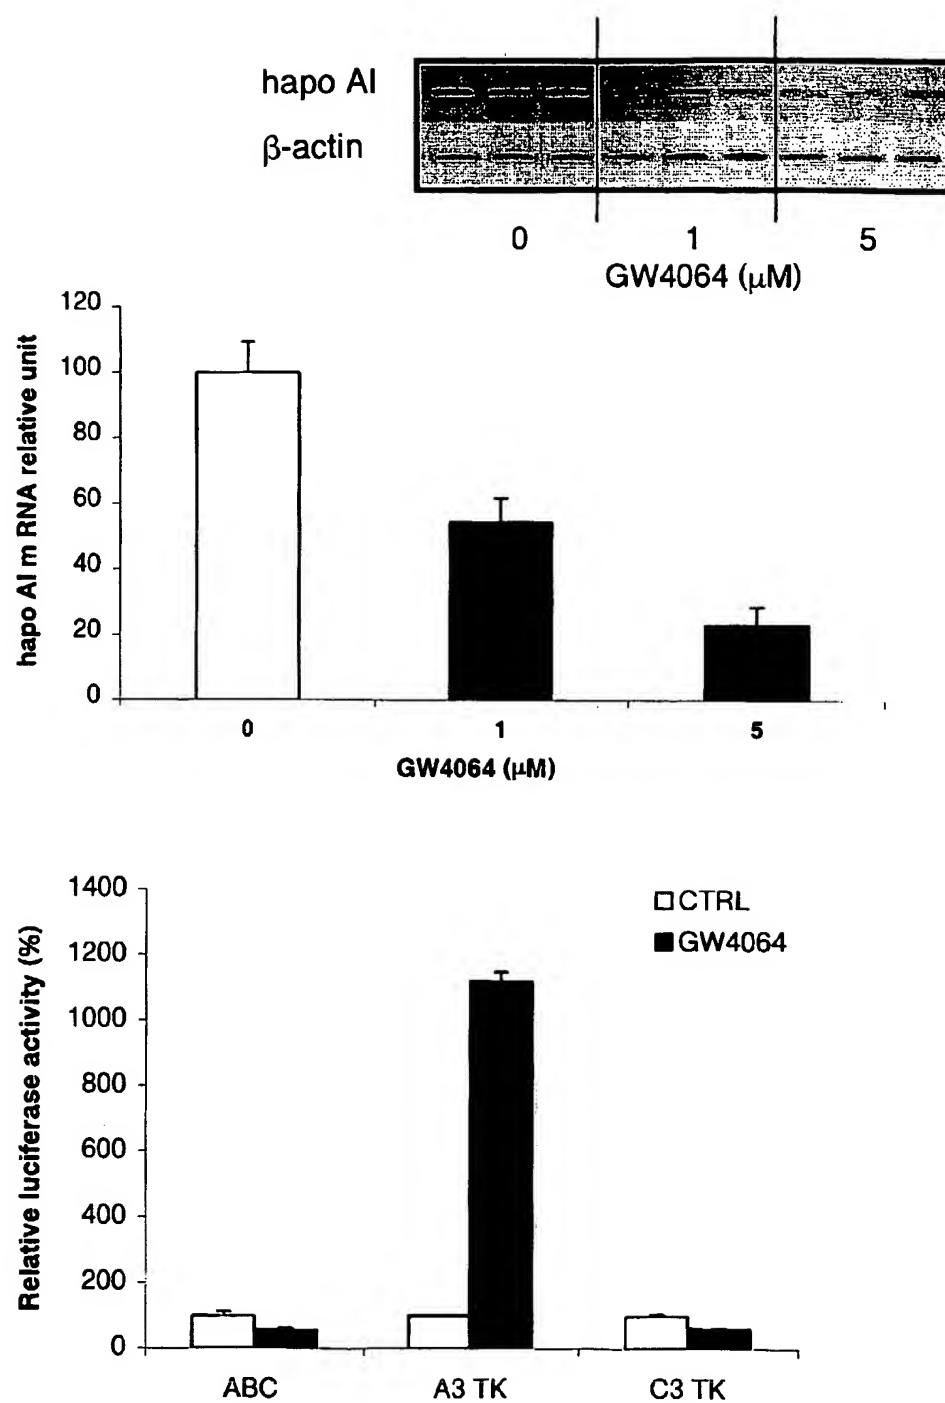 hapo AI
β-actin
0 1 5
GW4064 (μM)
120
100
80
60
40
20
0
hapo AI m RNA relative unit
0 1 5
GW4064 (μM)
1400
1200
1000
800
600
400
200
0
Relative luciferase activity (%)
CTRL
GW4064
ABC A3 TK C3 TK